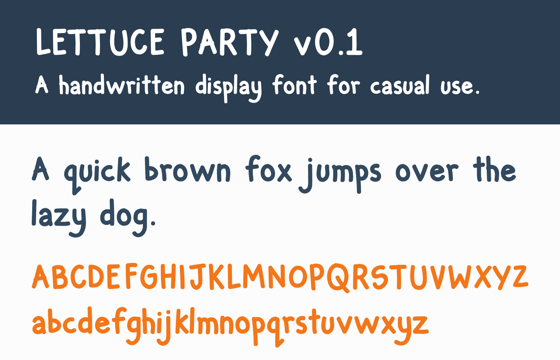 LETTUCE PARTY v0.1
A handwritten display font for casual use.
A quick brown fox jumps over the
lazy dog.
ABCDEFGHIJKLMNOPQRSTUVWXYZ
abcdefghijklmnopqrstuvwxyz